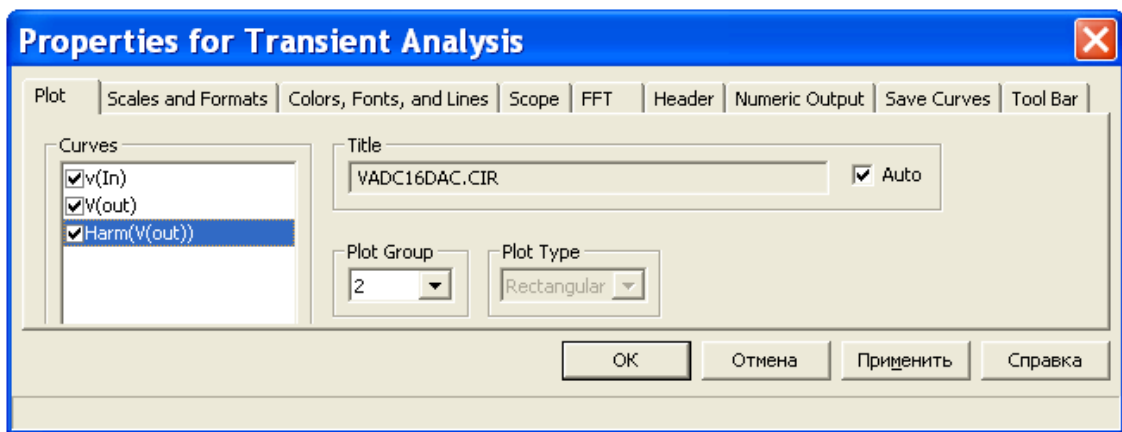 Properties for Transient Analysis
Plot Scales and Formats Colors, Fonts, and Lines Scope FFT Header Numeric Output Save Curves Tool Bar
Curves
v(In)
V(out)
Harm(V(out))
Title
VADC16DAC.CIR
Auto
Plot Group
2
Plot Type
Rectangular
OK Отмена Применить Справка